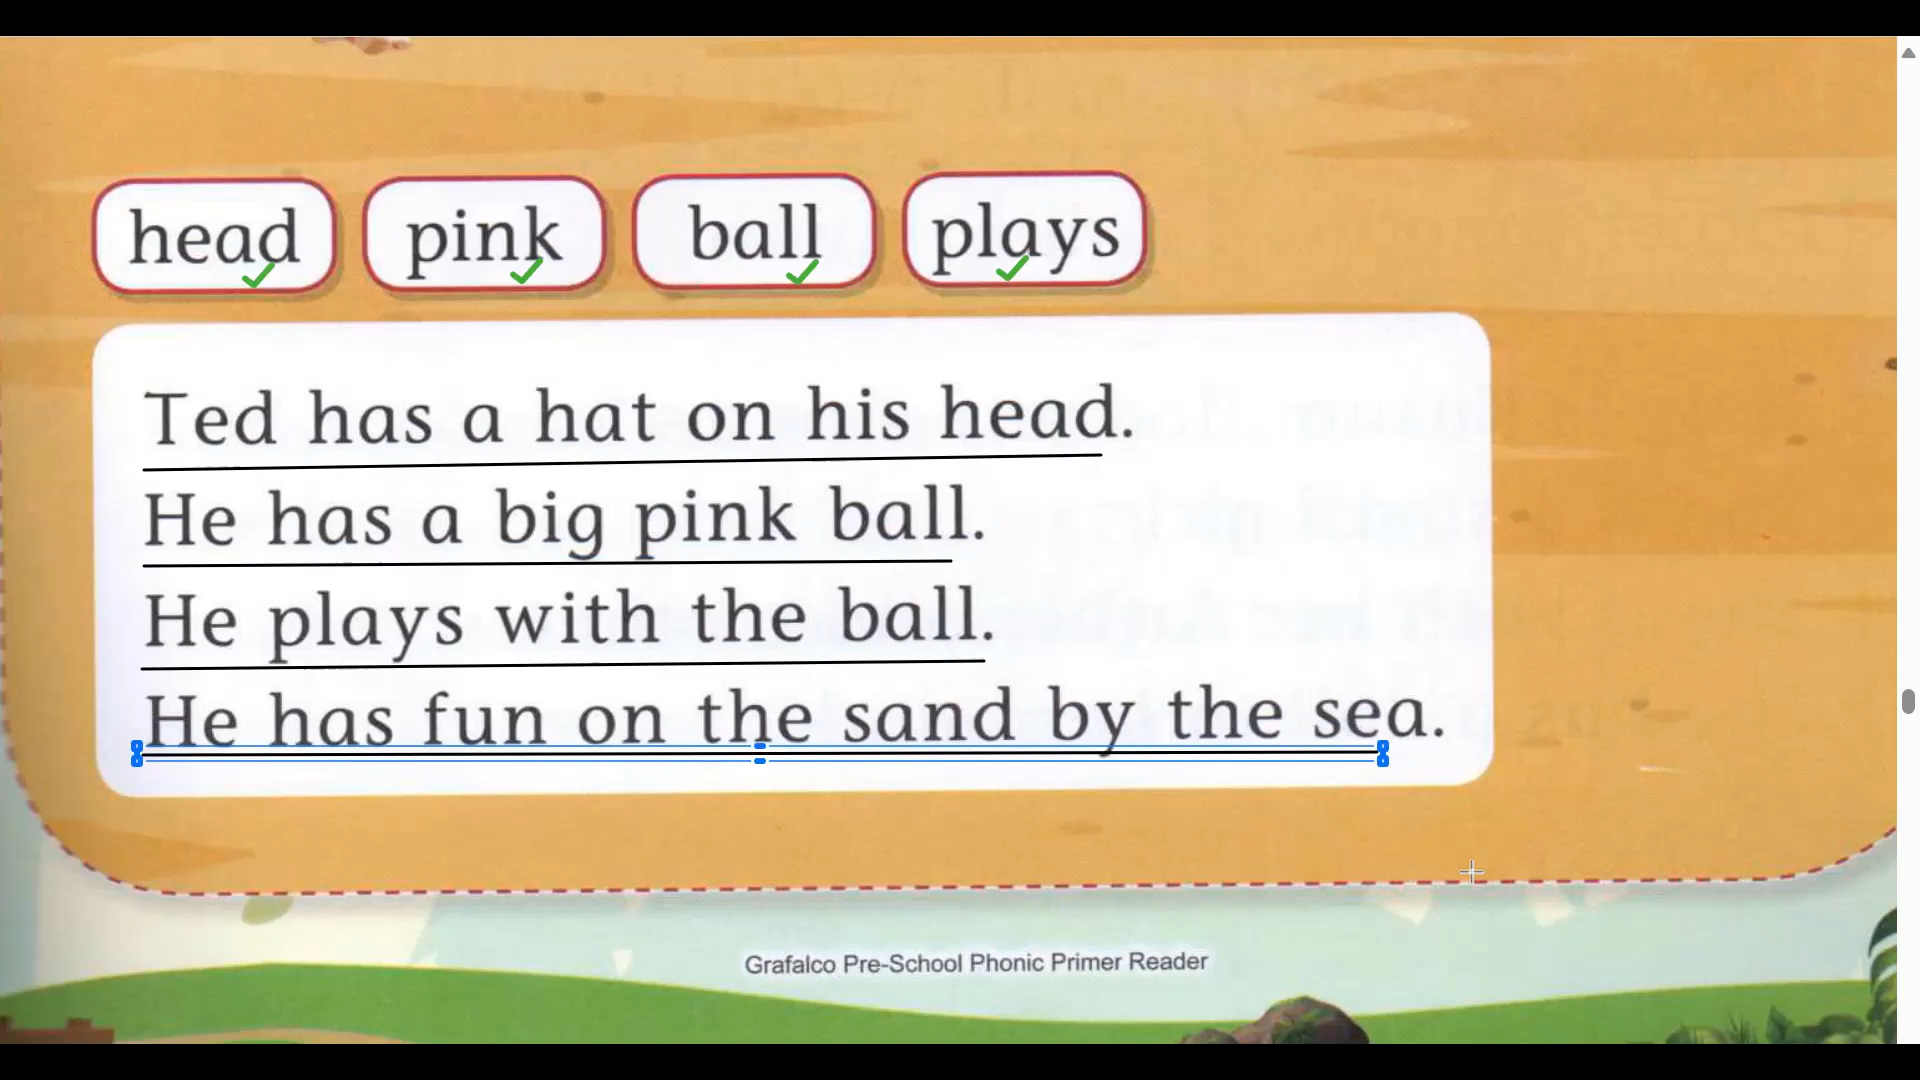 head pink ball plays
Ted has a hat on his head.
He has a big pink ball.
He plays with the ball.
He has fun on the sand by the sea.
Grafalco Pre-School Phonic Primer Reader